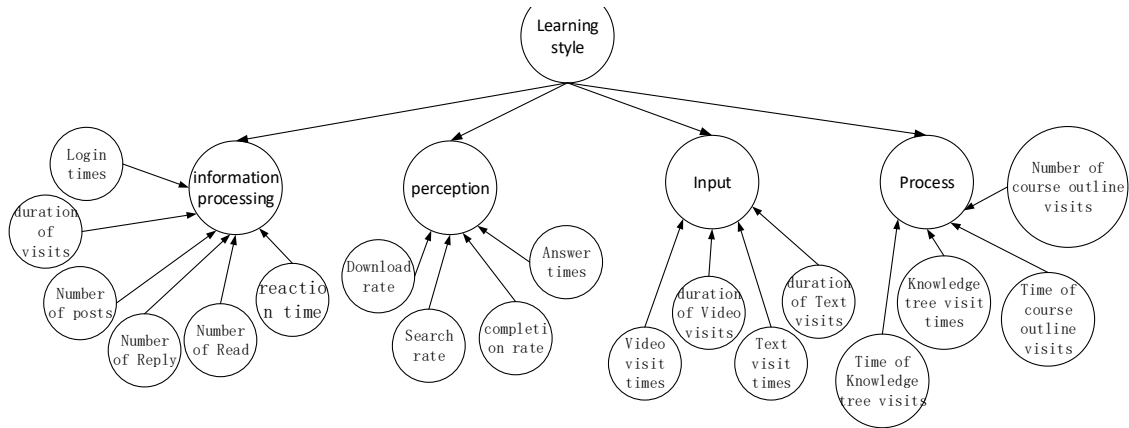 Learning
style
information
processing
perception
Input
Process
Login
times
duration
of
visits
Number
of posts
Number
of Reply
Number
of Read
reactio
n time
Download
rate
Search
rate
completi
on rate
Answer
times
Video
visit
times
duration
of Video
visits
Text
visit
times
duration
of Text
visits
Time of
Knowledge
tree visits
Knowledge
tree visit
times
Time of
course
outline
visits
Number of
course outline
visits